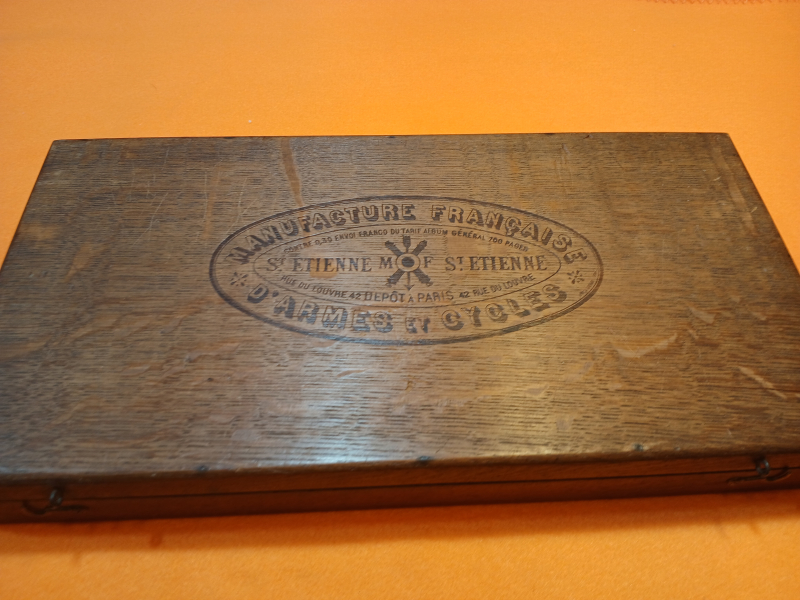 MANUFACTURE FRANÇAISE
CONTRE 0,35 ENVOI FRANCO DU TARIF ALBUM GÉNÉRAL 700 PAGES
ST ETIENNE M F ST ETIENNE
RUE DU LOUVRE 42 DEPÔT À PARIS 42 RUE DU LOUVRE
D'ARMES ET CYCLES